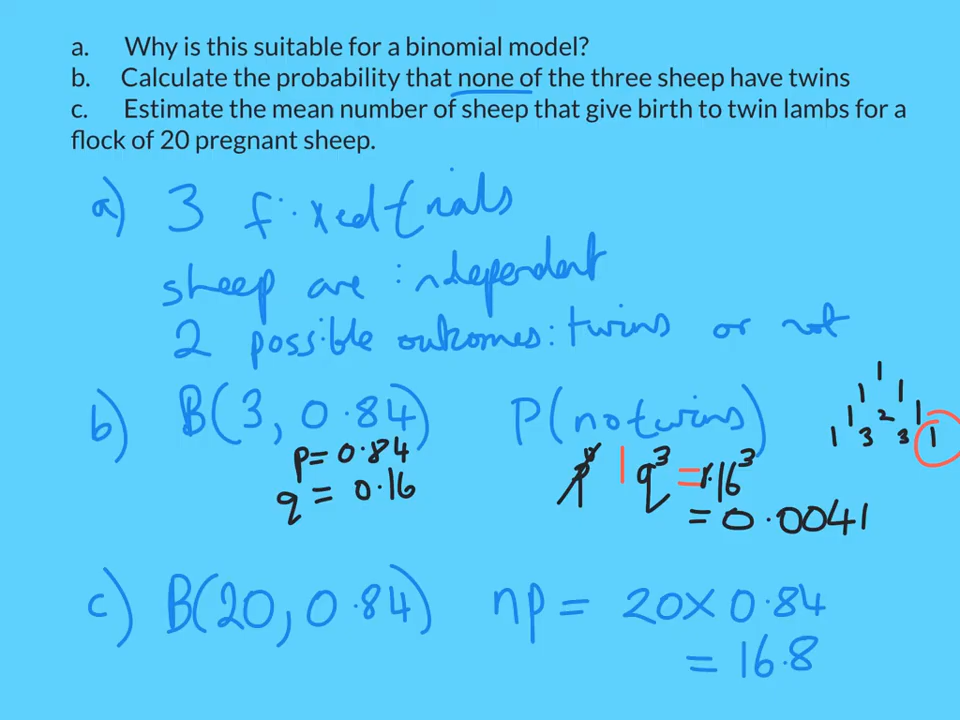 a. Why is this suitable for a binomial model?
b. Calculate the probability that none of the three sheep have twins
c. Estimate the mean number of sheep that give birth to twin lambs for a
flock of 20 pregnant sheep.
a) 3 fixed trials
sheep are independent
2 possible outcomes: twins or not
1
1 1
1 2 1
1 3 3 1
b) B(3, 0.84) P(no twins)
p = 0.84
q = 0.16
1 q³ = .16³
= 0.0041
c) B(20, 0.84) np = 20 × 0.84
= 16.8